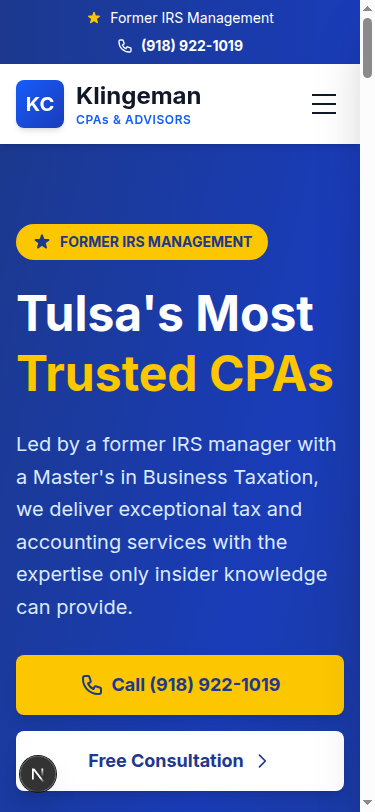 Former IRS Management
(918) 922-1019
KC
Klingeman
CPAs & ADVISORS
FORMER IRS MANAGEMENT
Tulsa's Most
Trusted CPAs
Led by a former IRS manager with
a Master's in Business Taxation,
we deliver exceptional tax and
accounting services with the
expertise only insider knowledge
can provide.
Call (918) 922-1019
Free Consultation
N